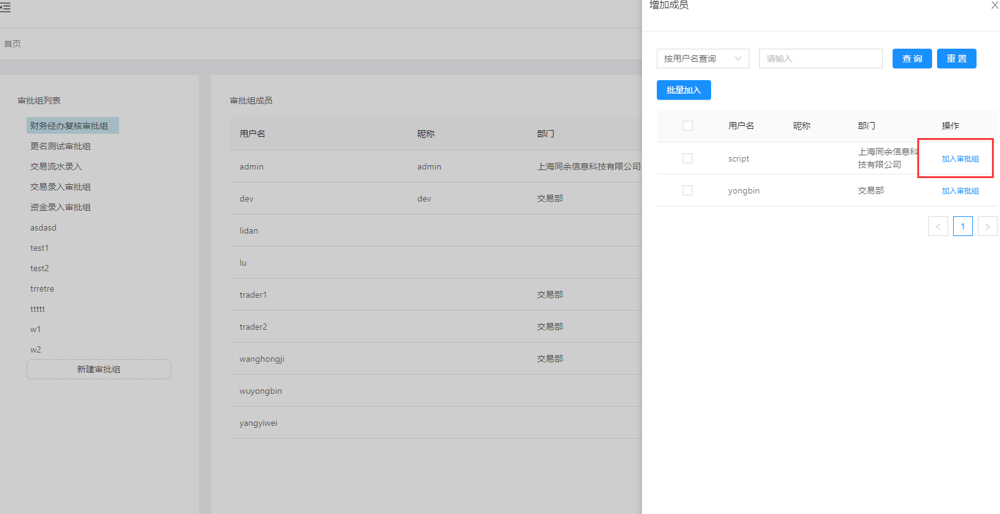 首页
审批组列表
财务经办复核审批组
更名测试审批组
交易流水录入
交易录入审批组
资金录入审批组
asdasd
test1
test2
trretre
ttttt
w1
w2
新建审批组
审批组成员
用户名 昵称 部门
admin admin 上海同余信息科技有限公司
dev dev 交易部
lidan
lu
trader1 交易部
trader2 交易部
wanghongji 交易部
wuyongbin
yangyiwei
增加成员 X
按用户名查询 请输入 查 询 重 置
批量加入
用户名 昵称 部门 操作
script 上海同余信息科 加入审批组
技有限公司
yongbin 交易部 加入审批组
< 1 >